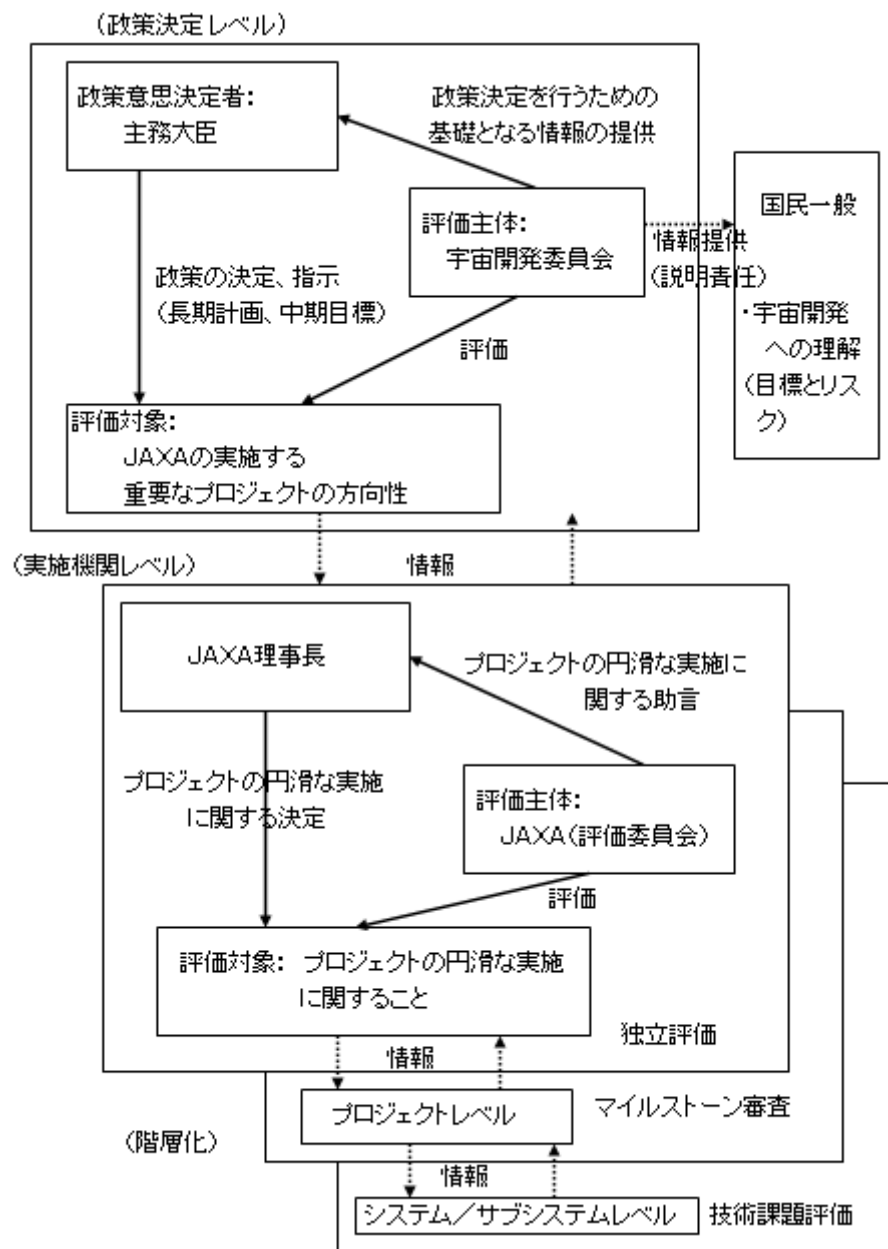 （政策決定レベル）
政策意思決定者：
主務大臣
政策決定を行うための
基礎となる情報の提供
評価主体：
宇宙開発委員会
情報提供
（説明責任）
国民一般
・宇宙開発
への理解
（目標とリス
ク）
政策の決定、指示
（長期計画、中期目標）
評価
評価対象：
JAXAの実施する
重要なプロジェクトの方向性
（実施機関レベル）
情報
JAXA理事長
プロジェクトの円滑な実施に
関する助言
プロジェクトの円滑な実施
に関する決定
評価主体：
JAXA（評価委員会）
評価
評価対象： プロジェクトの円滑な実施
に関すること
独立評価
情報
プロジェクトレベル
マイルストーン審査
（階層化）
情報
システム／サブシステムレベル
技術課題評価